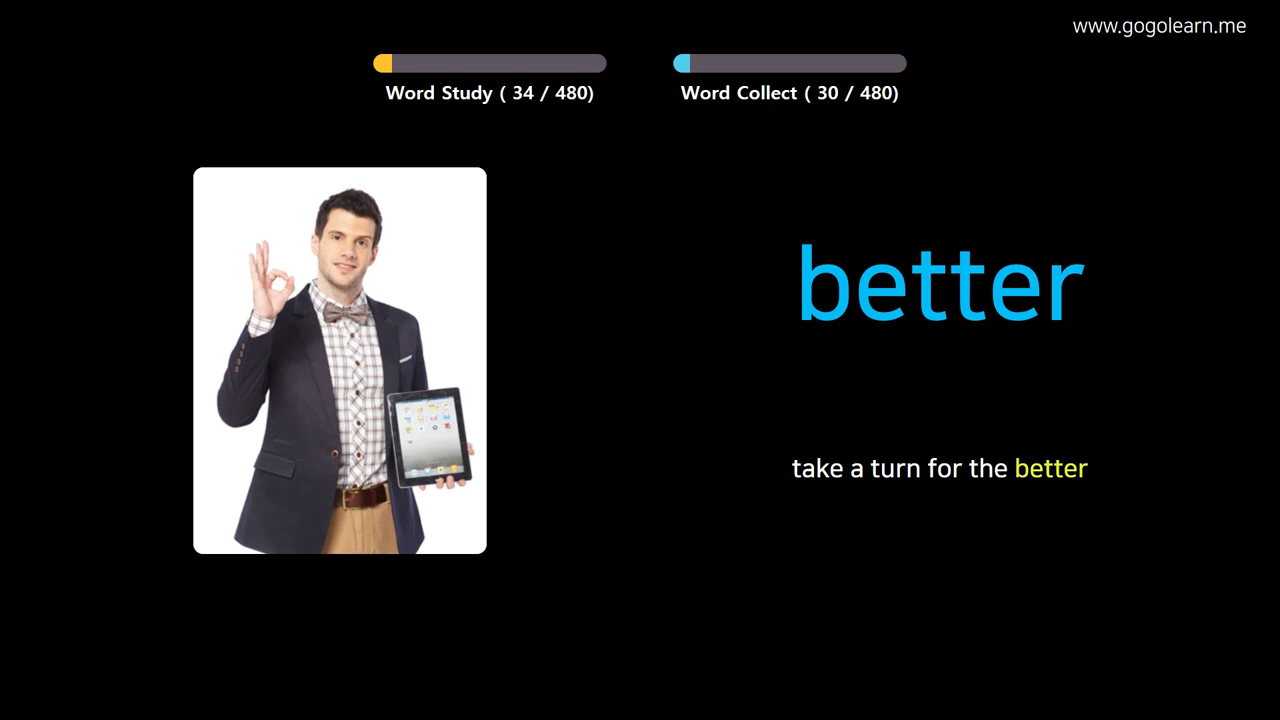 www.gogolearn.me
Word Study ( 34 / 480)
Word Collect ( 30 / 480)
better
take a turn for the better